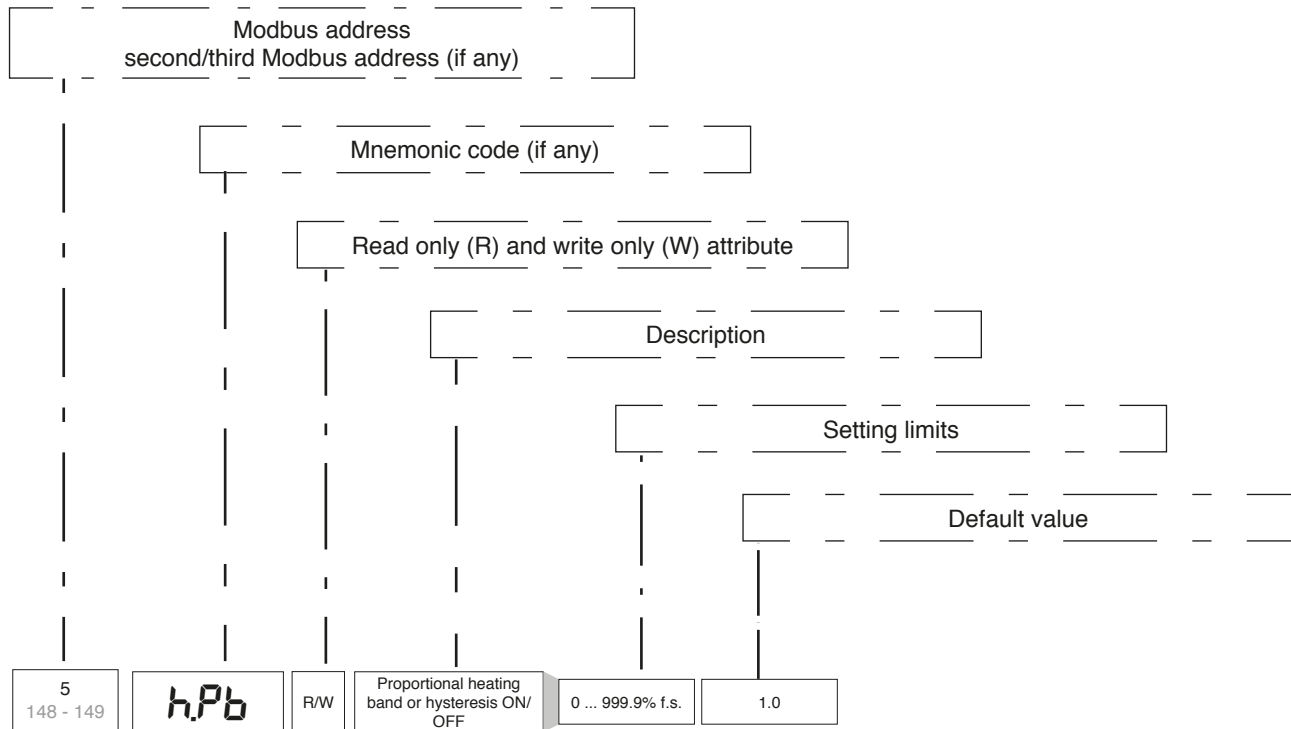 Modbus address
second/third Modbus address (if any)
Mnemonic code (if any)
Read only (R) and write only (W) attribute
Description
Setting limits
Default value
5
148 - 149
h.Pb
R/W
Proportional heating
band or hysteresis ON/
OFF
0 ... 999.9% f.s.
1.0